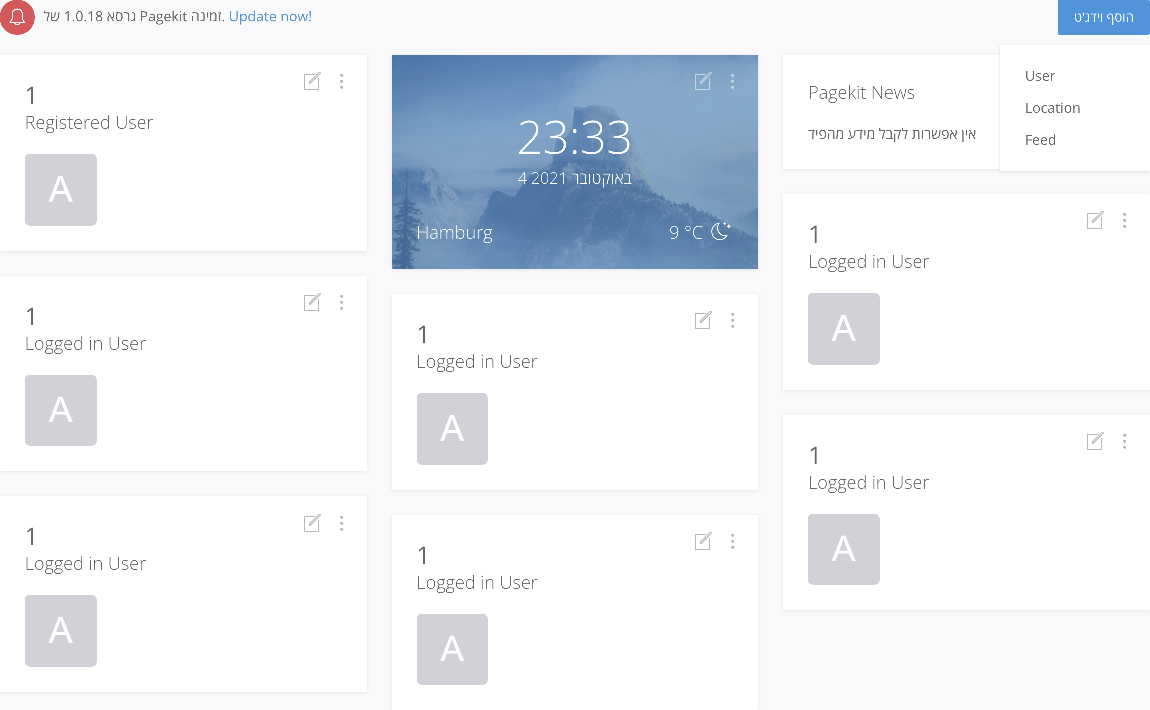 גרסא 1.0.18 של Pagekit זמינה. Update now!
הוסף וידג'ט
User
Location
Feed
1
Registered User
A
1
Logged in User
A
1
Logged in User
A
23:33
4 באוקטובר 2021
Hamburg
9 °C
1
Logged in User
A
1
Logged in User
A
Pagekit News
אין אפשרות לקבל מידע מהפיד
1
Logged in User
A
1
Logged in User
A